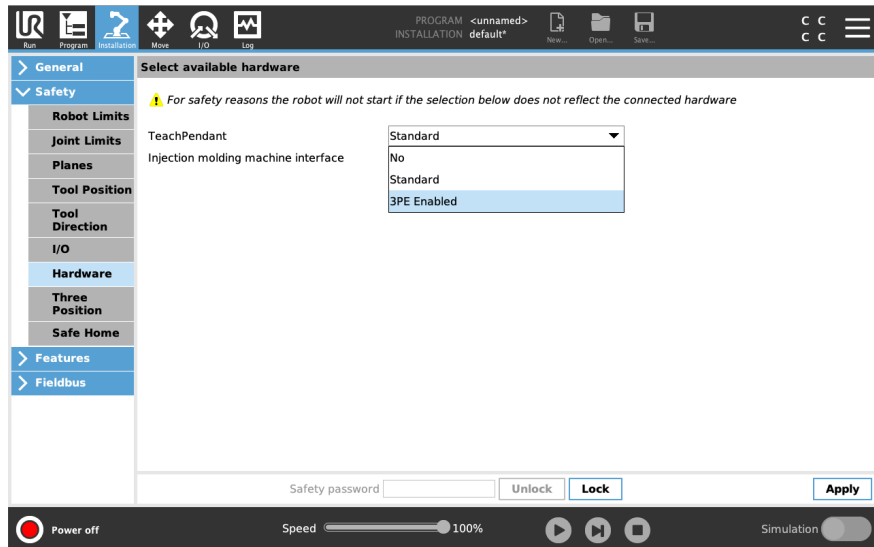 PROGRAM <unnamed>
INSTALLATION default*
Run Program Installation Move I/O Log New... Open... Save...
C C
C C
General
Select available hardware
Safety
For safety reasons the robot will not start if the selection below does not reflect the connected hardware
Robot Limits
Joint Limits
Planes
Tool Position
Tool
Direction
I/O
Hardware
Three
Position
Safe Home
Features
Fieldbus
TeachPendant Standard
Injection molding machine interface No
Standard
3PE Enabled
Safety password Unlock Lock Apply
Power off Speed 100% Simulation